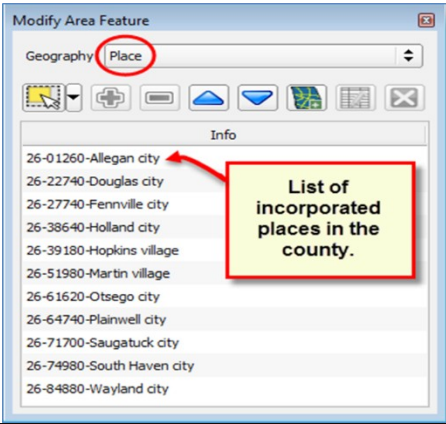 Modify Area Feature
Geography Place
Info
26-01260-Allegan city
26-22740-Douglas city
26-27740-Fennville city
26-38640-Holland city
26-39180-Hopkins village
26-51980-Martin village
26-61620-Otsego city
26-64740-Plainwell city
26-71700-Saugatuck city
26-74980-South Haven city
26-84880-Wayland city
List of
incorporated
places in the
county.